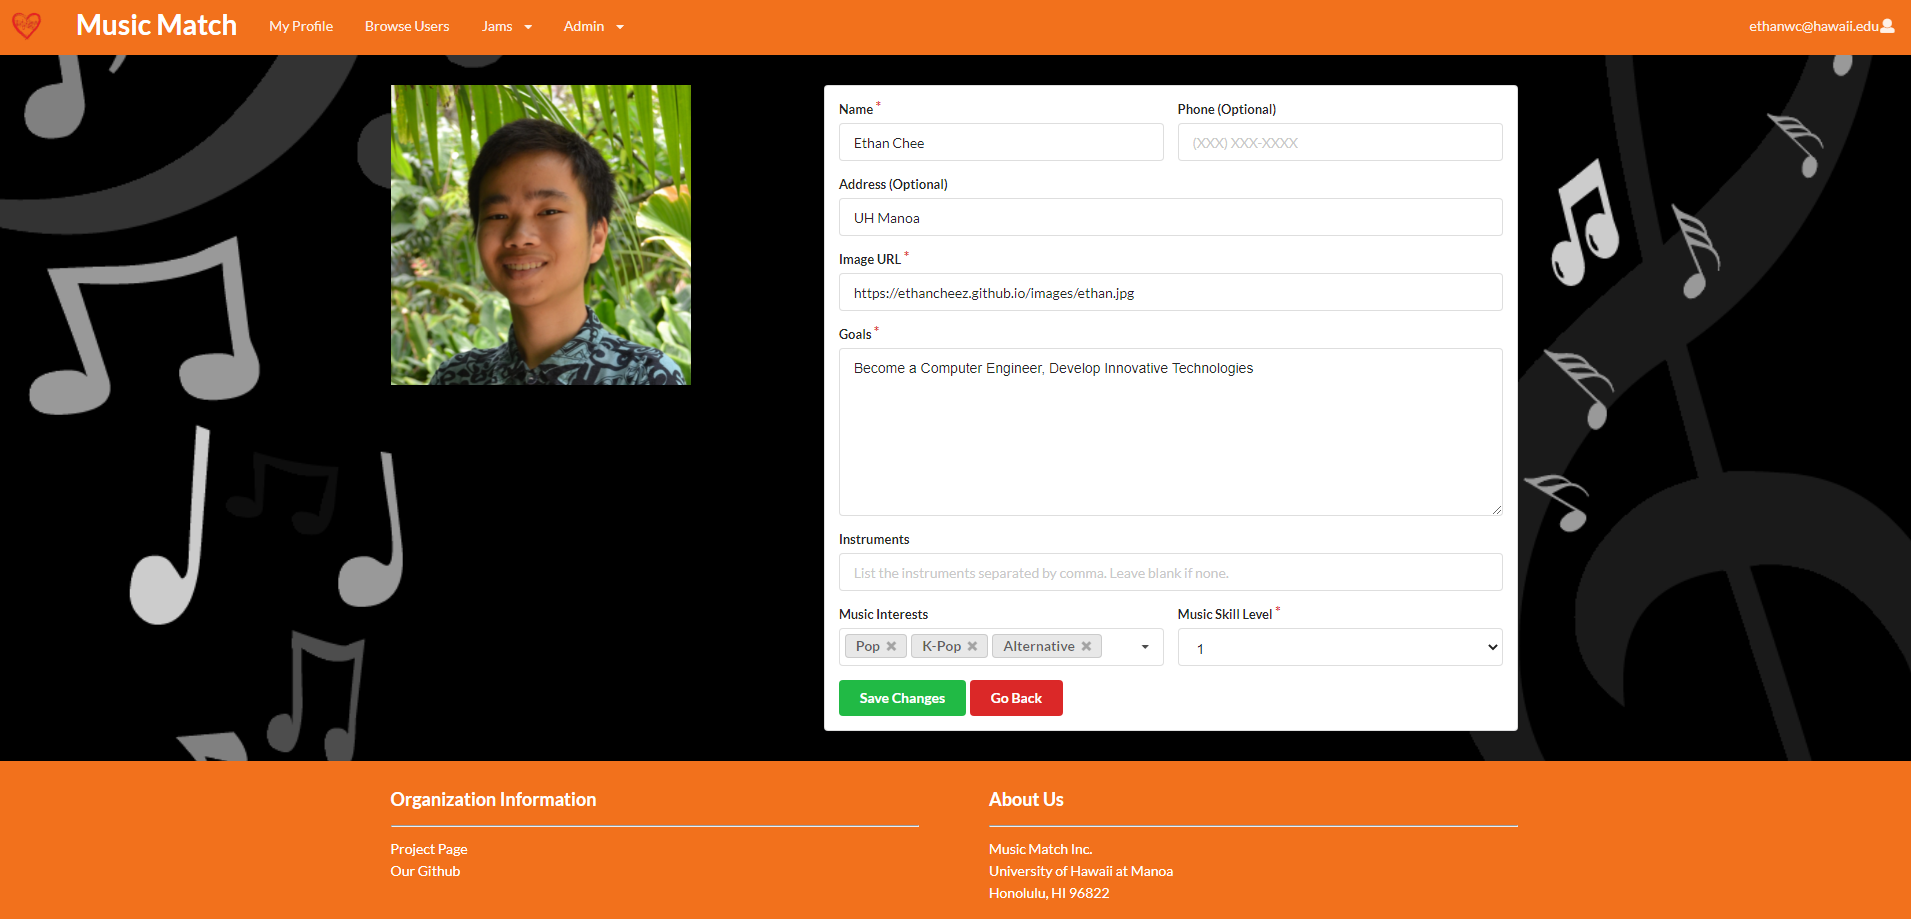 Music Match My Profile Browse Users Jams Admin ethanwc@hawaii.edu
Name * Phone (Optional)
Ethan Chee (XXX) XXX-XXXX
Address (Optional)
UH Manoa
Image URL *
https://ethancheez.github.io/images/ethan.jpg
Goals *
Become a Computer Engineer, Develop Innovative Technologies
Instruments
List the instruments separated by comma. Leave blank if none.
Music Interests Music Skill Level *
Pop K-Pop Alternative 1
Save Changes Go Back
Organization Information
Project Page
Our Github
About Us
Music Match Inc.
University of Hawaii at Manoa
Honolulu, HI 96822